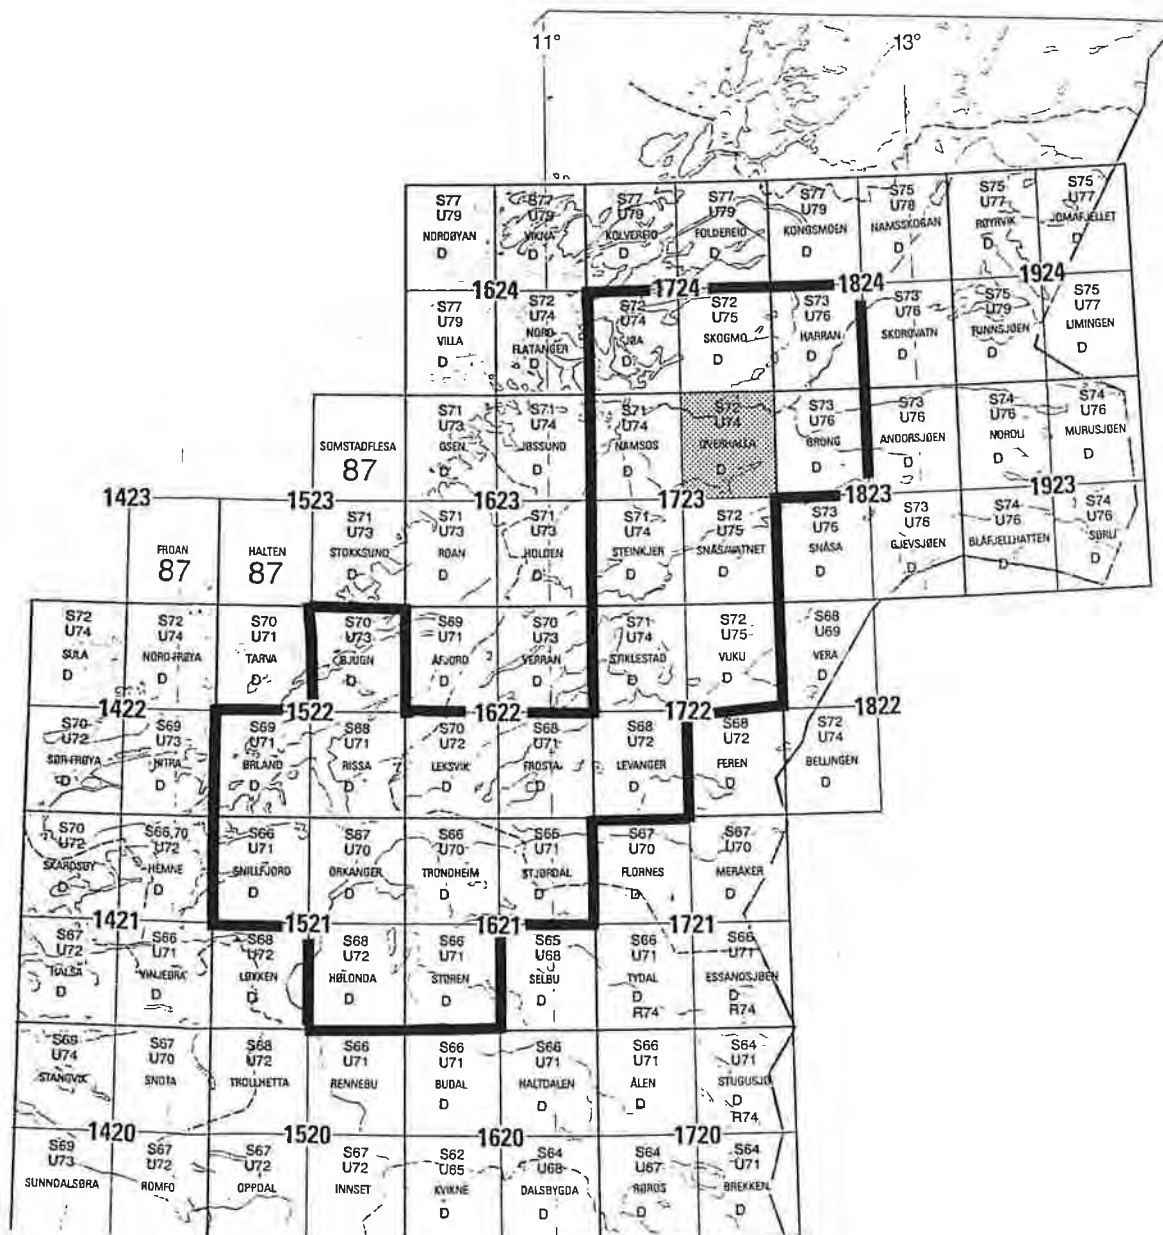 11°
13°
S77
U79
NORDØYAN
D
S77
U79
VIKNA
D
S77
U79
KOLVEREID
D
S77
U79
FOLDEREID
D
S77
U79
KONGSMOEN
D
S75
U78
NAMSSKOGAN
D
S75
U77
RØYRVIK
D
S75
U77
JOMAFJELLET
D
1624
1724
1824
1924
S77
U79
VILLA
D
S72
U74
NORD-
FLATANGER
D
S72
U74
JØA
D
S72
U75
SKOGMO
D
S73
U76
HARRAN
D
S73
U76
SKOROVATN
D
S75
U79
TUNNSJØEN
D
S75
U77
LIMINGEN
D
SOMSTADFLESA
87
S71
U73
OSEN
D
S71
U74
JØSSUND
D
S71
U74
NAMSOS
D
S72
U74
OVERHALLA
D
S73
U76
GRONG
D
S73
U76
ANDORSJØEN
D
S74
U76
NORDLI
D
S74
U76
MURUSJØEN
D
1423
1523
1623
1723
1823
1923
FROAN
87
HALTEN
87
S71
U73
STOKKSUND
D
S71
U73
ROAN
D
S71
U73
HOLDEN
D
S71
U74
STEINKJER
D
S72
U75
SNÅSAVATNET
D
S73
U76
SNÅSA
D
S73
U76
GJEVSJØEN
D
S74
U76
BLÅFJELLHATTEN
D
S74
U76
SØRLI
D
S72
U74
SULA
D
S72
U74
NORD-FRØYA
D
S70
U71
TARVA
D
S70
U73
BJUGN
D
S69
U71
ÅFJORD
D
S70
U73
VERRAN
D
S71
U74
STIKLESTAD
D
S72
U75
VUKU
D
S68
U69
VERA
D
1422
1522
1622
1722
1822
S70
U72
SØR-FRØYA
D
S69
U73
HITRA
D
S69
U71
ØRLAND
D
S68
U71
RISSA
D
S70
U72
LEKSVIK
D
S68
U71
FROSTA
D
S68
U72
LEVANGER
D
S68
U72
FEREN
D
S72
U74
BELLINGEN
D
S70
U72
SKARDSØY
D
S66,70
U72
HEMNE
D
S66
U71
SNILLFJORD
D
S67
U70
ORKANGER
D
S66
U70
TRONDHEIM
D
S66
U71
STJØRDAL
D
S67
U70
FLORNES
D
S67
U70
MERÅKER
D
1421
1521
1621
1721
S67
U72
HALSA
D
S66
U71
VINJEØRA
D
S68
U72
LØKKEN
D
S68
U72
HØLONDA
D
S66
U71
STØREN
D
S65
U68
SELBU
D
S66
U71
TYDAL
D
R74
S66
U71
ESSANDSJØEN
D
R74
S68
U74
STANGVIK
S67
U70
SNOTA
S68
U72
TROLLHETTA
S66
U71
RENNEBU
S66
U71
BUDAL
D
S66
U71
HALTDALEN
D
S66
U71
ÅLEN
D
S64
U71
STUGUSJØ
D
R74
1420
1520
1620
1720
S69
U73
SUNNDALSØRA
S67
U72
ROMFO
S67
U72
OPPDAL
S67
U72
INNSET
S62
U65
KVIKNE
D
S64
U68
DALSBYGDA
D
S64
U67
RØROS
D
S64
U71
BREKKEN
D